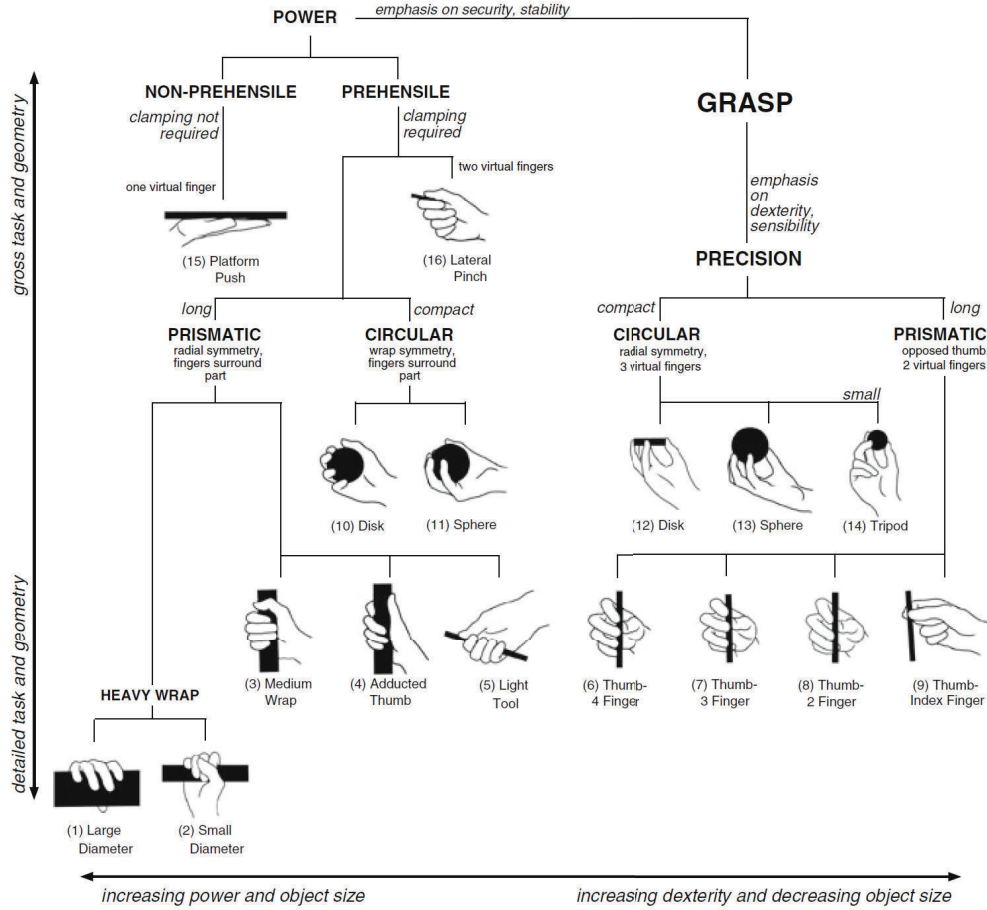 POWER
emphasis on security, stability
NON-PREHENSILE
PREHENSILE
GRASP
clamping not
required
clamping
required
one virtual finger
two virtual fingers
emphasis
on
dexterity,
sensibility
(15) Platform
Push
(16) Lateral
Pinch
PRECISION
long
compact
compact
long
PRISMATIC
radial symmetry,
fingers surround
part
CIRCULAR
wrap symmetry,
fingers surround
part
CIRCULAR
radial symmetry,
3 virtual fingers
PRISMATIC
opposed thumb,
2 virtual fingers
small
(10) Disk
(11) Sphere
(12) Disk
(13) Sphere
(14) Tripod
(3) Medium
Wrap
(4) Adducted
Thumb
(5) Light
Tool
(6) Thumb-
4 Finger
(7) Thumb-
3 Finger
(8) Thumb-
2 Finger
(9) Thumb-
Index Finger
HEAVY WRAP
(1) Large
Diameter
(2) Small
Diameter
gross task and geometry
detailed task and geometry
increasing power and object size
increasing dexterity and decreasing object size